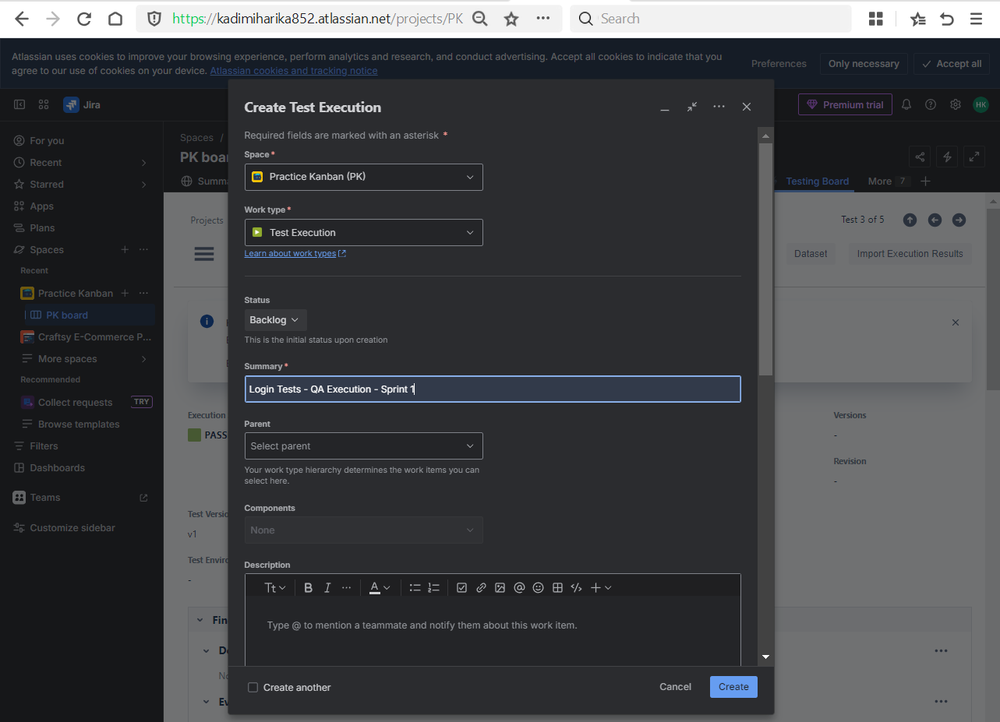 https://kadimiharika852.atlassian.net/projects/PK
Search
Atlassian uses cookies to improve your browsing experience, perform analytics and research, and conduct advertising. Accept all cookies to indicate that you
agree to our use of cookies on your device. Atlassian cookies and tracking notice
Preferences
Only necessary
Accept all
Jira
Premium trial
HK
For you
Recent
Starred
Apps
Plans
Spaces
Recent
Practice Kanban
PK board
Craftsy E-Commerce P...
More spaces
Recommended
Collect requests
TRY
Browse templates
Filters
Dashboards
Teams
Customize sidebar
Spaces /
PK boar
Summa
Testing Board
More 7
Projects
Test 3 of 5
Dataset
Import Execution Results
Execution
PASS
Versions
-
Revision
-
Test Versio
v1
Test Enviro
-
Fin
De
No
Ev
Create Test Execution
Required fields are marked with an asterisk *
Space *
Practice Kanban (PK)
Work type *
Test Execution
Learn about work types
Status
Backlog
This is the initial status upon creation
Summary *
Login Tests - QA Execution - Sprint 1
Parent
Select parent
Your work type hierarchy determines the work items you can
select here.
Components
None
Description
Tt B I ... A @ </> +
Type @ to mention a teammate and notify them about this work item.
Create another
Cancel
Create